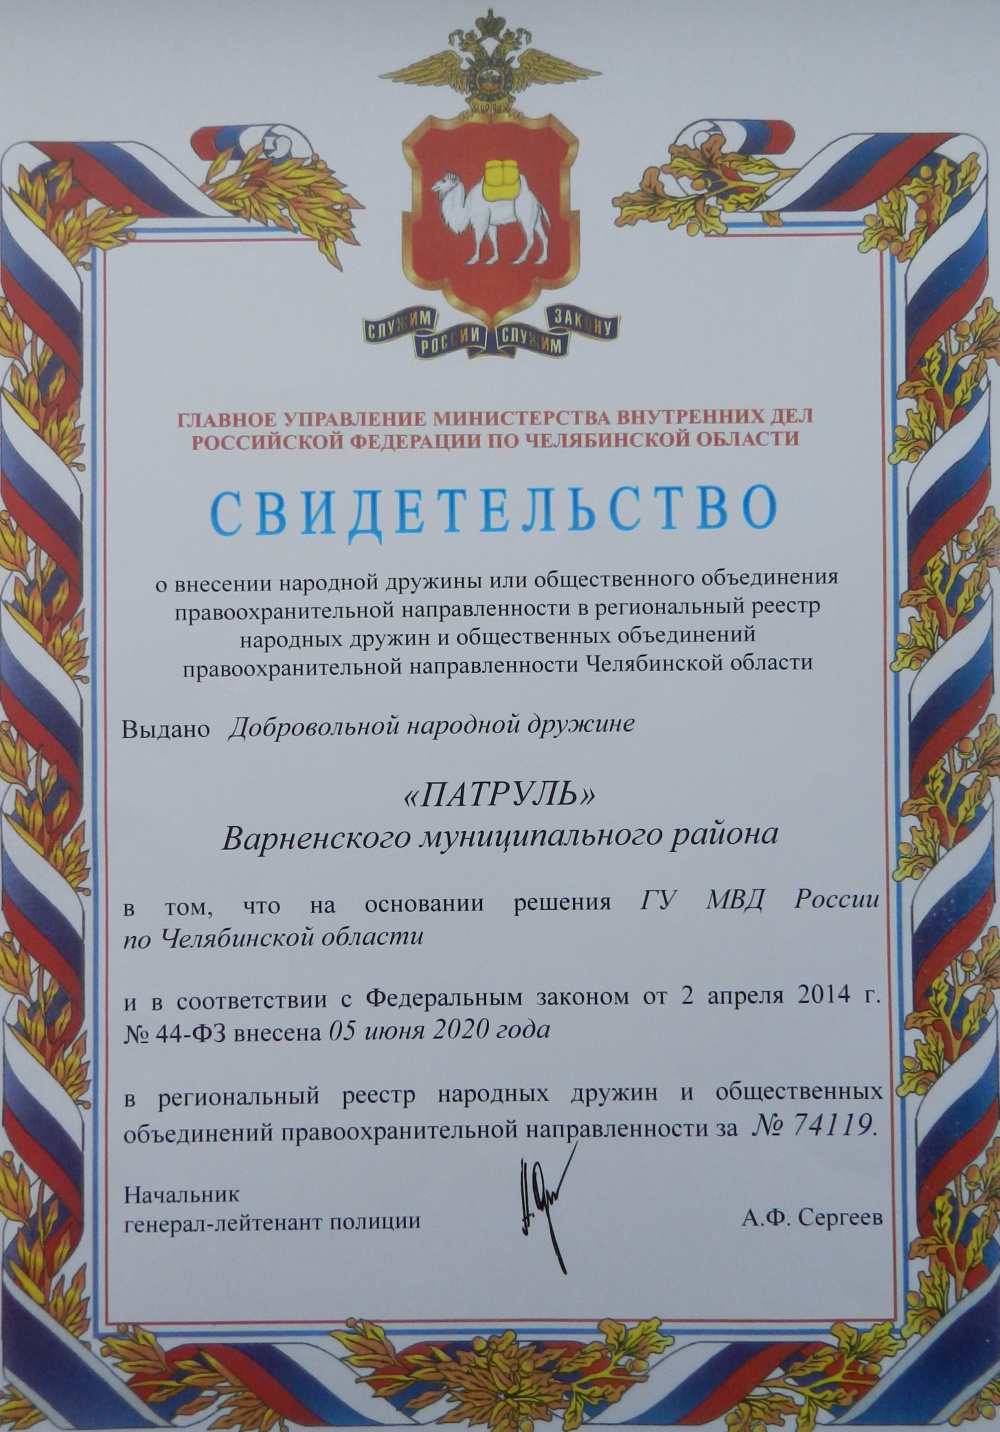 СЛУЖИМ РОССИИ СЛУЖИМ ЗАКОНУ
ГЛАВНОЕ УПРАВЛЕНИЕ МИНИСТЕРСТВА ВНУТРЕННИХ ДЕЛ
РОССИЙСКОЙ ФЕДЕРАЦИИ ПО ЧЕЛЯБИНСКОЙ ОБЛАСТИ
СВИДЕТЕЛЬСТВО
о внесении народной дружины или общественного объединения
правоохранительной направленности в региональный реестр
народных дружин и общественных объединений
правоохранительной направленности Челябинской области
Выдано Добровольной народной дружине
«ПАТРУЛЬ»
Варненского муниципального района
в том, что на основании решения ГУ МВД России
по Челябинской области
и в соответствии с Федеральным законом от 2 апреля 2014 г.
№ 44-ФЗ внесена 05 июня 2020 года
в региональный реестр народных дружин и общественных
объединений правоохранительной направленности за № 74119.
Начальник
генерал-лейтенант полиции А.Ф. Сергеев